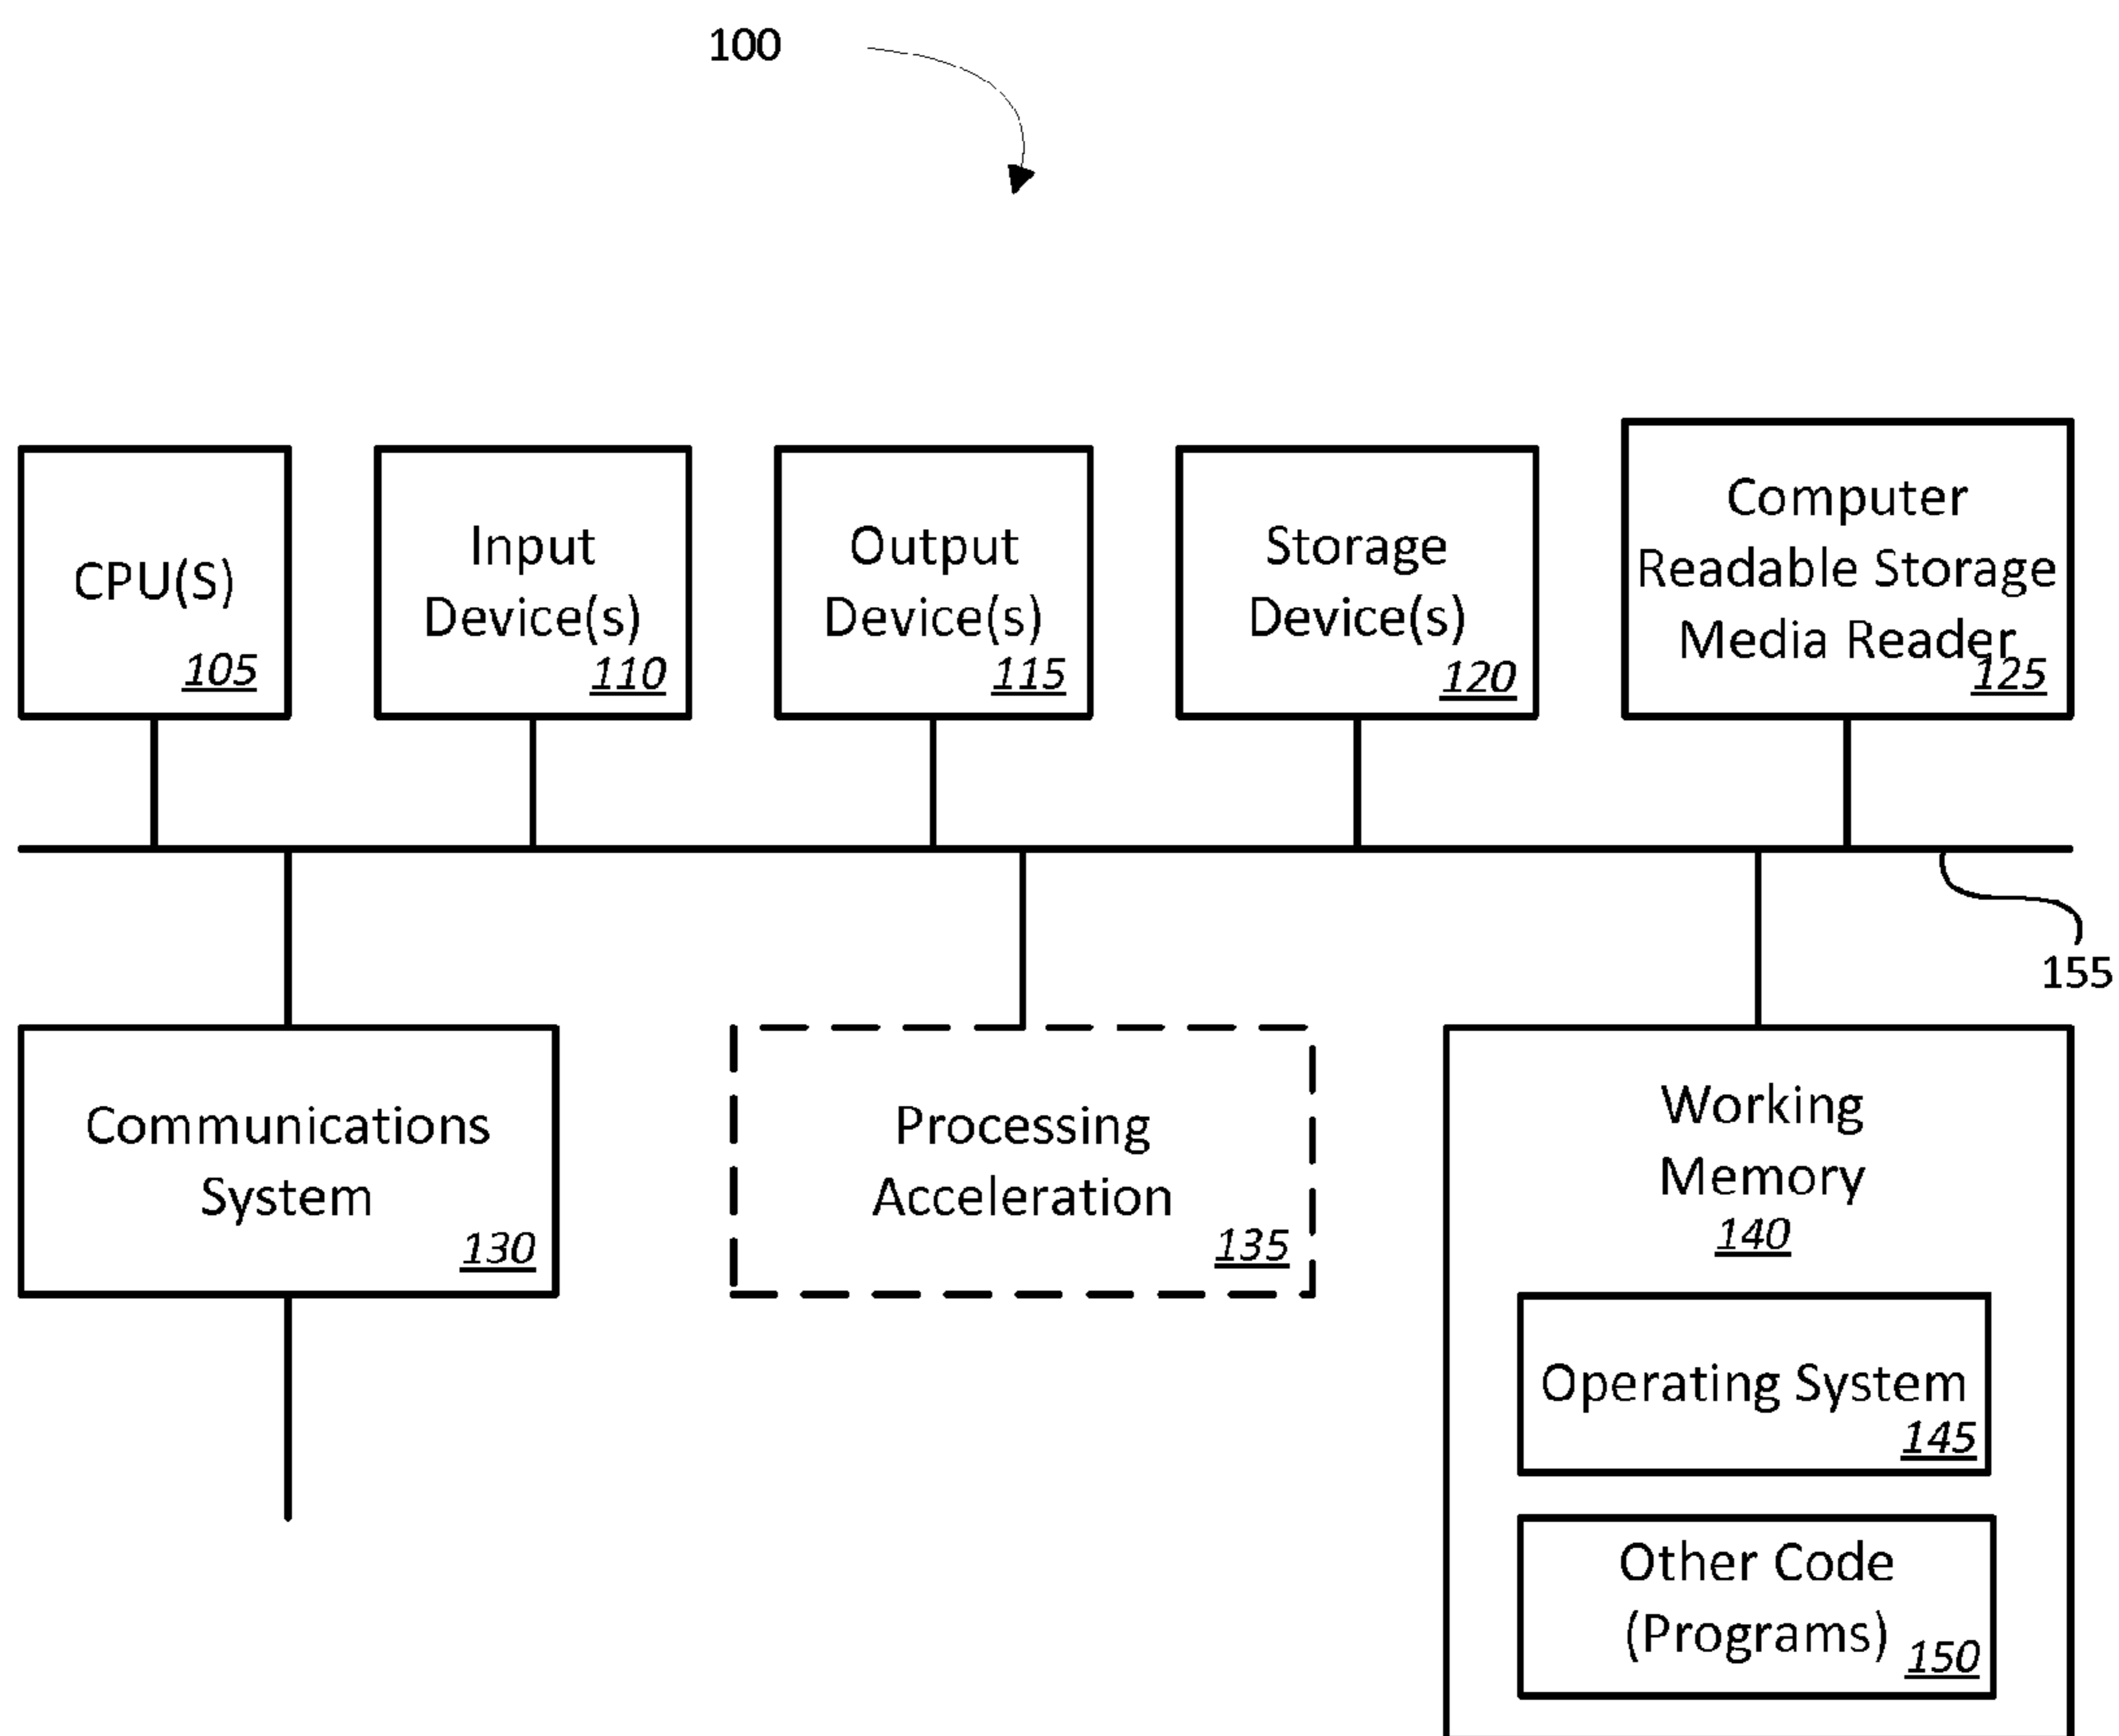 100
CPU(S)
105
Input
Device(s)
110
Output
Device(s)
115
Storage
Device(s)
120
Computer
Readable Storage
Media Reader
125
155
Communications
System
130
Processing
Acceleration
135
Working
Memory
140
Operating System
145
Other Code
(Programs)
150